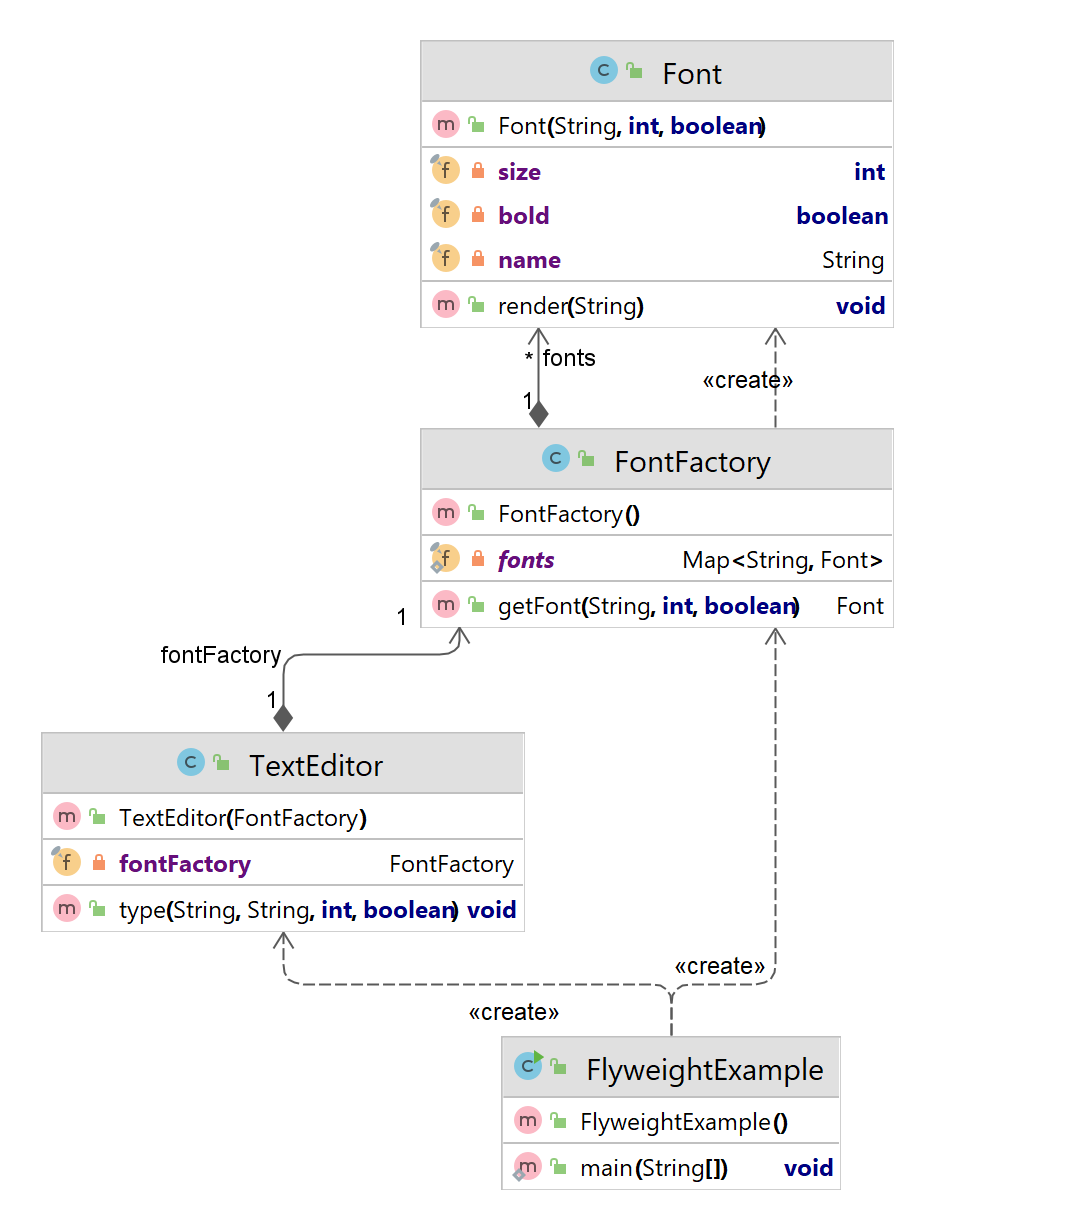 Font
Font(String, int, boolean)
size int
bold boolean
name String
render(String) void
* fonts
«create»
1
FontFactory
FontFactory()
fonts Map<String, Font>
getFont(String, int, boolean) Font
1
fontFactory
1
TextEditor
TextEditor(FontFactory)
fontFactory FontFactory
type(String, String, int, boolean) void
«create»
«create»
FlyweightExample
FlyweightExample()
main(String[]) void